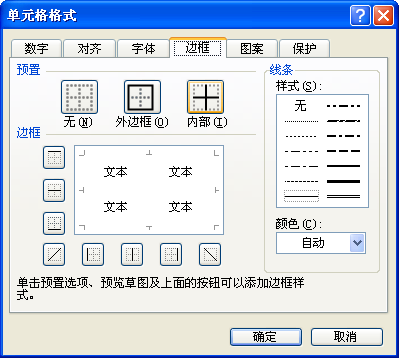 单元格格式
数字 对齐 字体 边框 图案 保护
预置
无(N) 外边框(O) 内部(I)
边框
文本 文本
文本 文本
线条
样式(S):
无
颜色(C):
自动
单击预置选项、预览草图及上面的按钮可以添加边框样
式。
确定 取消